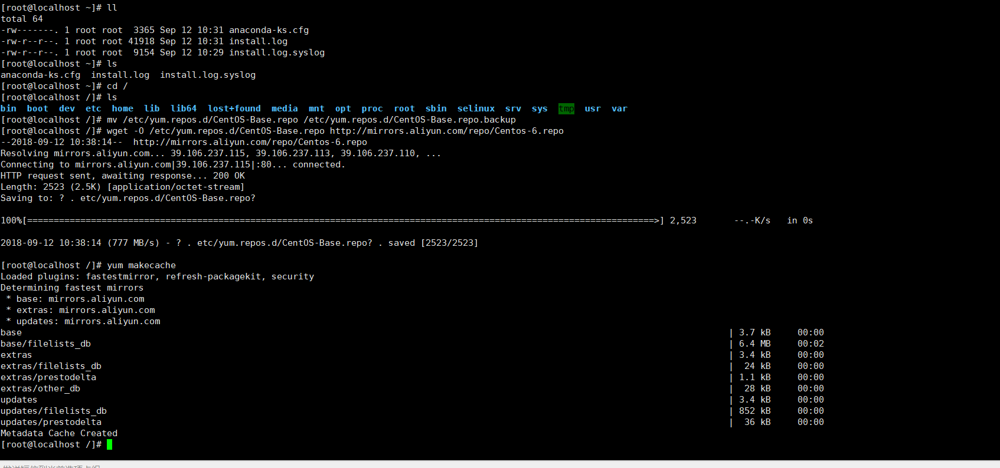 [root@localhost ~]# ll
total 64
-rw-------. 1 root root  3365 Sep 12 10:31 anaconda-ks.cfg
-rw-r--r--. 1 root root 41918 Sep 12 10:31 install.log
-rw-r--r--. 1 root root  9154 Sep 12 10:29 install.log.syslog
[root@localhost ~]# ls
anaconda-ks.cfg  install.log  install.log.syslog
[root@localhost ~]# cd /
[root@localhost /]# ls
bin  boot  dev  etc  home  lib  lib64  lost+found  media  mnt  opt  proc  root  sbin  selinux  srv  sys  tmp  usr  var
[root@localhost /]# mv /etc/yum.repos.d/CentOS-Base.repo /etc/yum.repos.d/CentOS-Base.repo.backup
[root@localhost /]# wget -O /etc/yum.repos.d/CentOS-Base.repo http://mirrors.aliyun.com/repo/Centos-6.repo
--2018-09-12 10:38:14--  http://mirrors.aliyun.com/repo/Centos-6.repo
Resolving mirrors.aliyun.com... 39.106.237.115, 39.106.237.113, 39.106.237.110, ...
Connecting to mirrors.aliyun.com|39.106.237.115|:80... connected.
HTTP request sent, awaiting response... 200 OK
Length: 2523 (2.5K) [application/octet-stream]
Saving to: ? . etc/yum.repos.d/CentOS-Base.repo?
100%[======================================================================================================================>] 2,523       --.-K/s   in 0s
2018-09-12 10:38:14 (777 MB/s) - ? . etc/yum.repos.d/CentOS-Base.repo? . saved [2523/2523]
[root@localhost /]# yum makecache
Loaded plugins: fastestmirror, refresh-packagekit, security
Determining fastest mirrors
 * base: mirrors.aliyun.com
 * extras: mirrors.aliyun.com
 * updates: mirrors.aliyun.com
base | 3.7 kB     00:00
base/filelists_db | 6.4 MB     00:02
extras | 3.4 kB     00:00
extras/filelists_db |  24 kB     00:00
extras/prestodelta | 1.1 kB     00:00
extras/other_db |  28 kB     00:00
updates | 3.4 kB     00:00
updates/filelists_db | 852 kB     00:00
updates/prestodelta |  36 kB     00:00
Metadata Cache Created
[root@localhost /]#